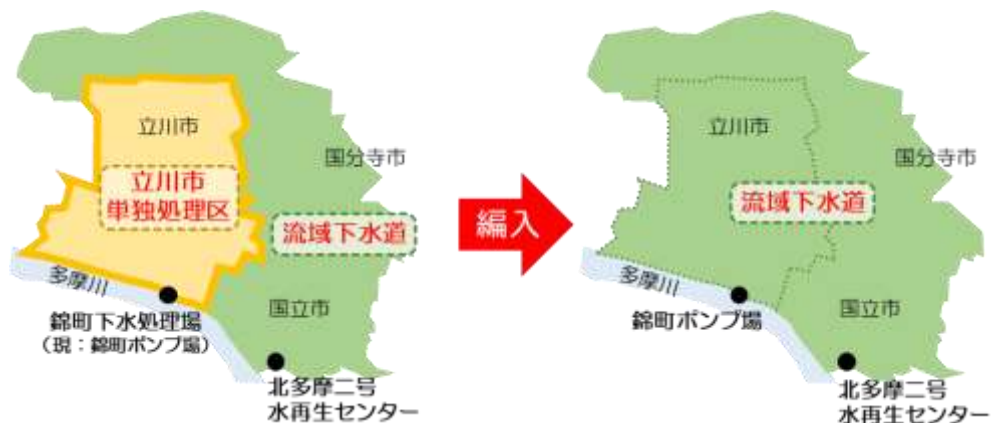 立川市
国分寺市
立川市
単独処理区
流域下水道
多摩川
国立市
錦町下水処理場
(現:錦町ポンプ場)
北多摩二号
水再生センター
編入
立川市
国分寺市
流域下水道
多摩川
国立市
錦町ポンプ場
北多摩二号
水再生センター